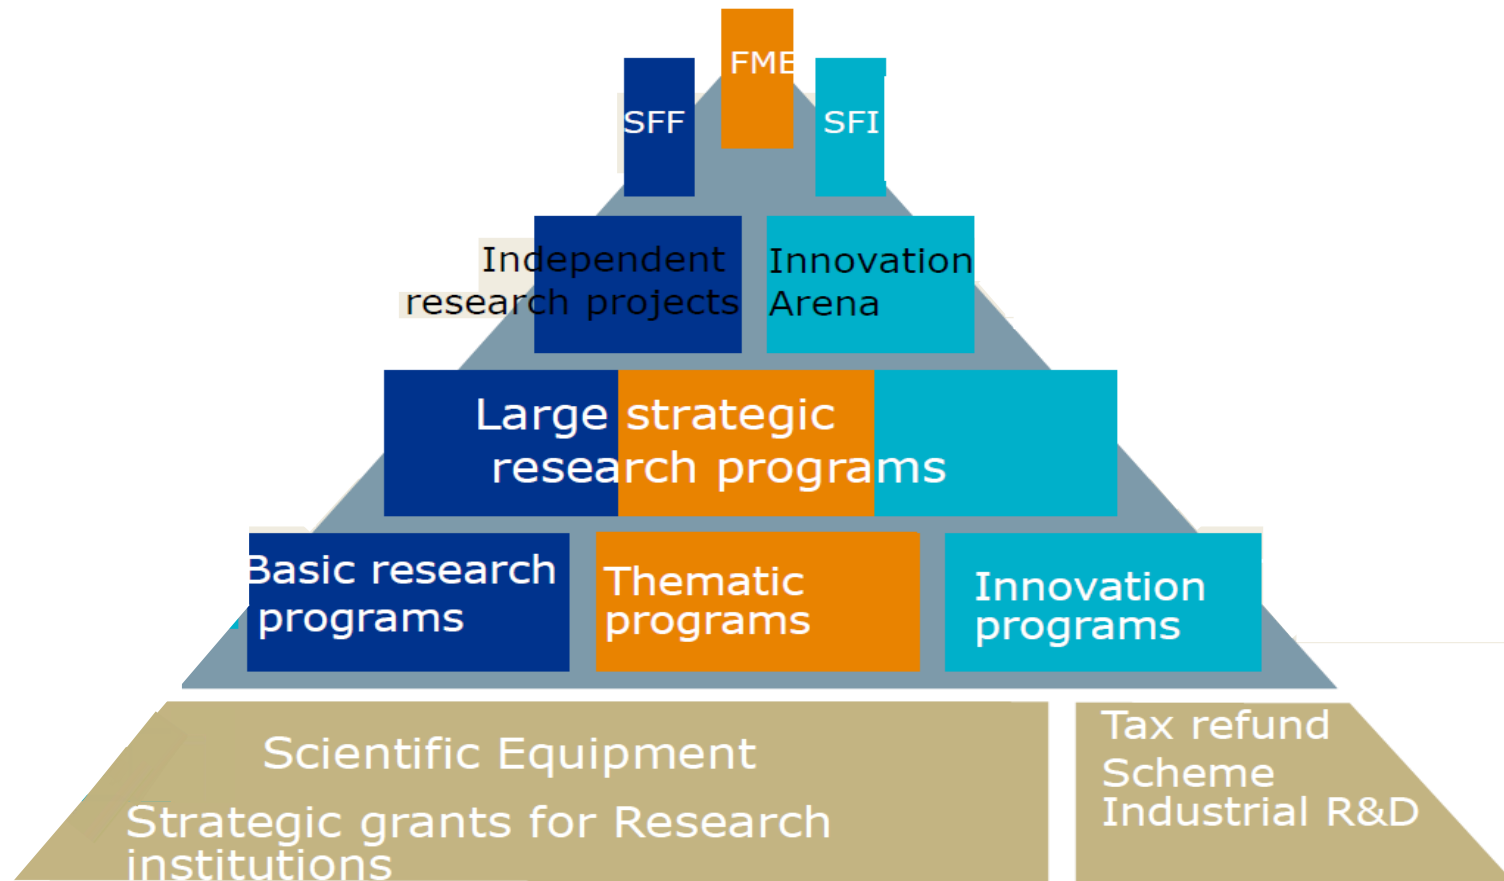 FME
SFF
SFI
Independent
research projects
Innovation
Arena
Large strategic
research programs
Basic research
programs
Thematic
programs
Innovation
programs
Scientific Equipment
Strategic grants for Research
institutions
Tax refund
Scheme
Industrial R&D